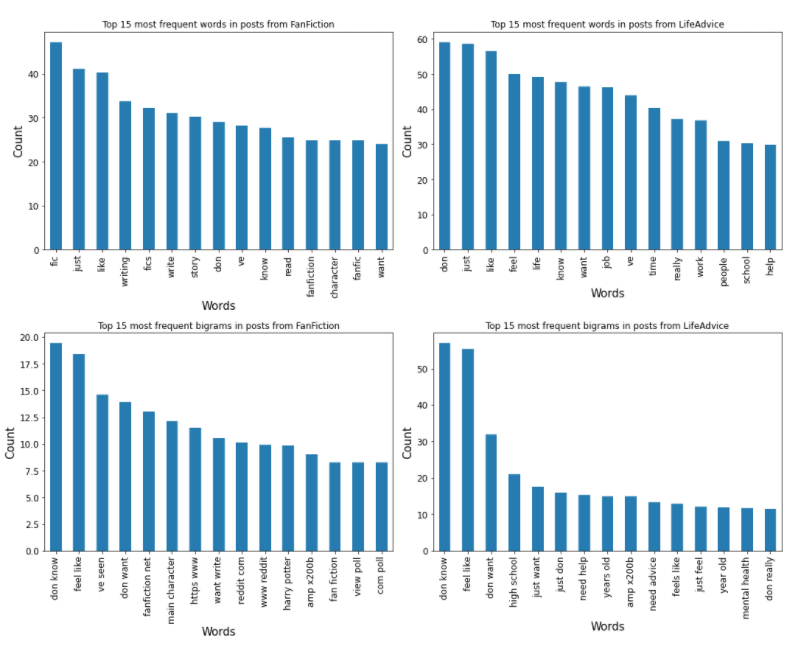 Top 15 most frequent words in posts from FanFiction
Count
40
30
20
10
0
fic
just
like
writing
fics
write
story
don
ve
know
read
fanfiction
character
fanfic
want
Words
Top 15 most frequent words in posts from LifeAdvice
Count
60
50
40
30
20
10
0
don
just
like
feel
life
know
want
job
ve
time
really
work
people
school
help
Words
Top 15 most frequent bigrams in posts from FanFiction
Count
20.0
17.5
15.0
12.5
10.0
7.5
5.0
2.5
0.0
don know
feel like
ve seen
don want
fanfiction net
main character
https www
want write
reddit com
www reddit
harry potter
amp x200b
fan fiction
view poll
com poll
Words
Top 15 most frequent bigrams in posts from LifeAdvice
Count
50
40
30
20
10
0
don know
feel like
don want
high school
just want
just don
need help
years old
amp x200b
need advice
feels like
just feel
year old
mental health
don really
Words